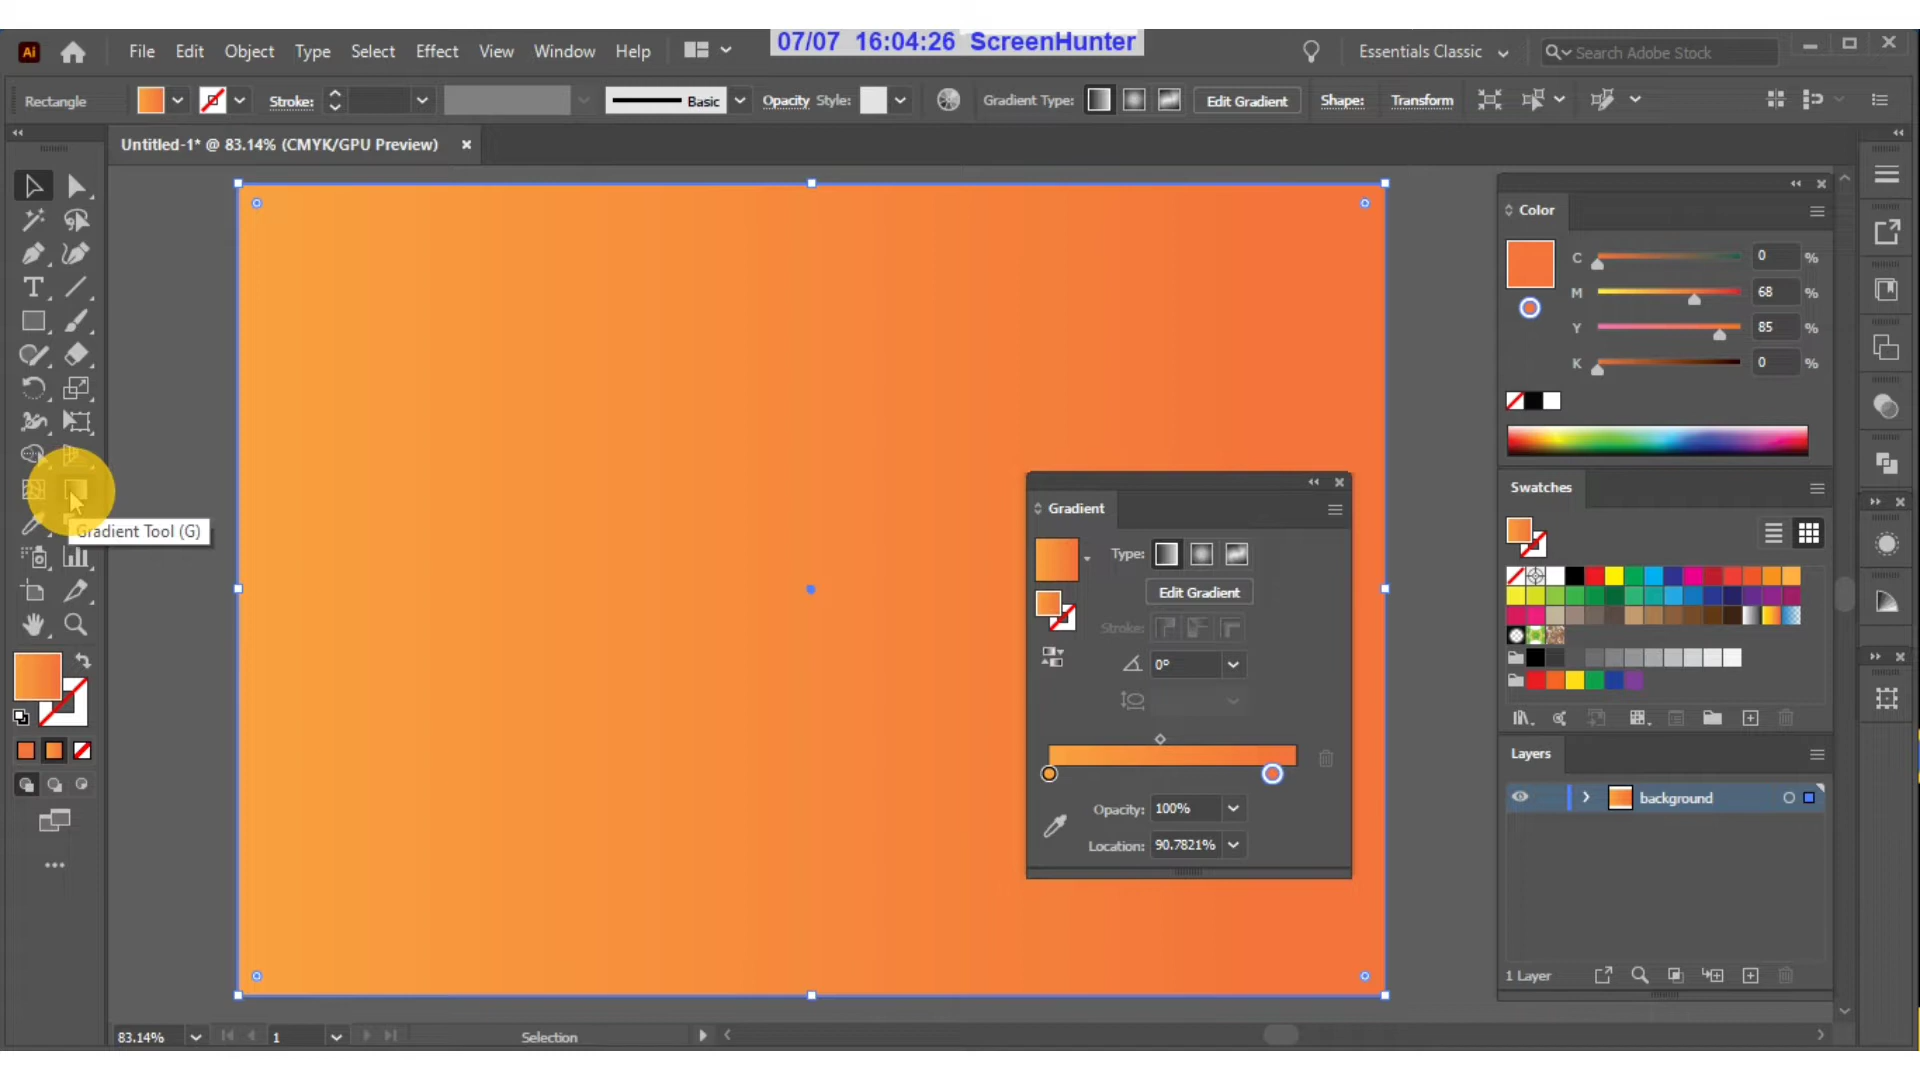 07/07 16:04:26 ScreenHunter
Ai File Edit Object Type Select Effect View Window Help Essentials Classic Search Adobe Stock
Rectangle Stroke: Basic Opacity Style: Gradient Type: Edit Gradient Shape: Transform
Untitled-1* @ 83.14% (CMYK/GPU Preview)
Color
C 0 %
M 68 %
Y 85 %
K 0 %
Swatches
Gradient
Gradient Tool (G)
Type:
Edit Gradient
Stroke:
0°
Opacity: 100%
Location: 90.7821%
Layers
background
1 Layer
83.14% 1 Selection